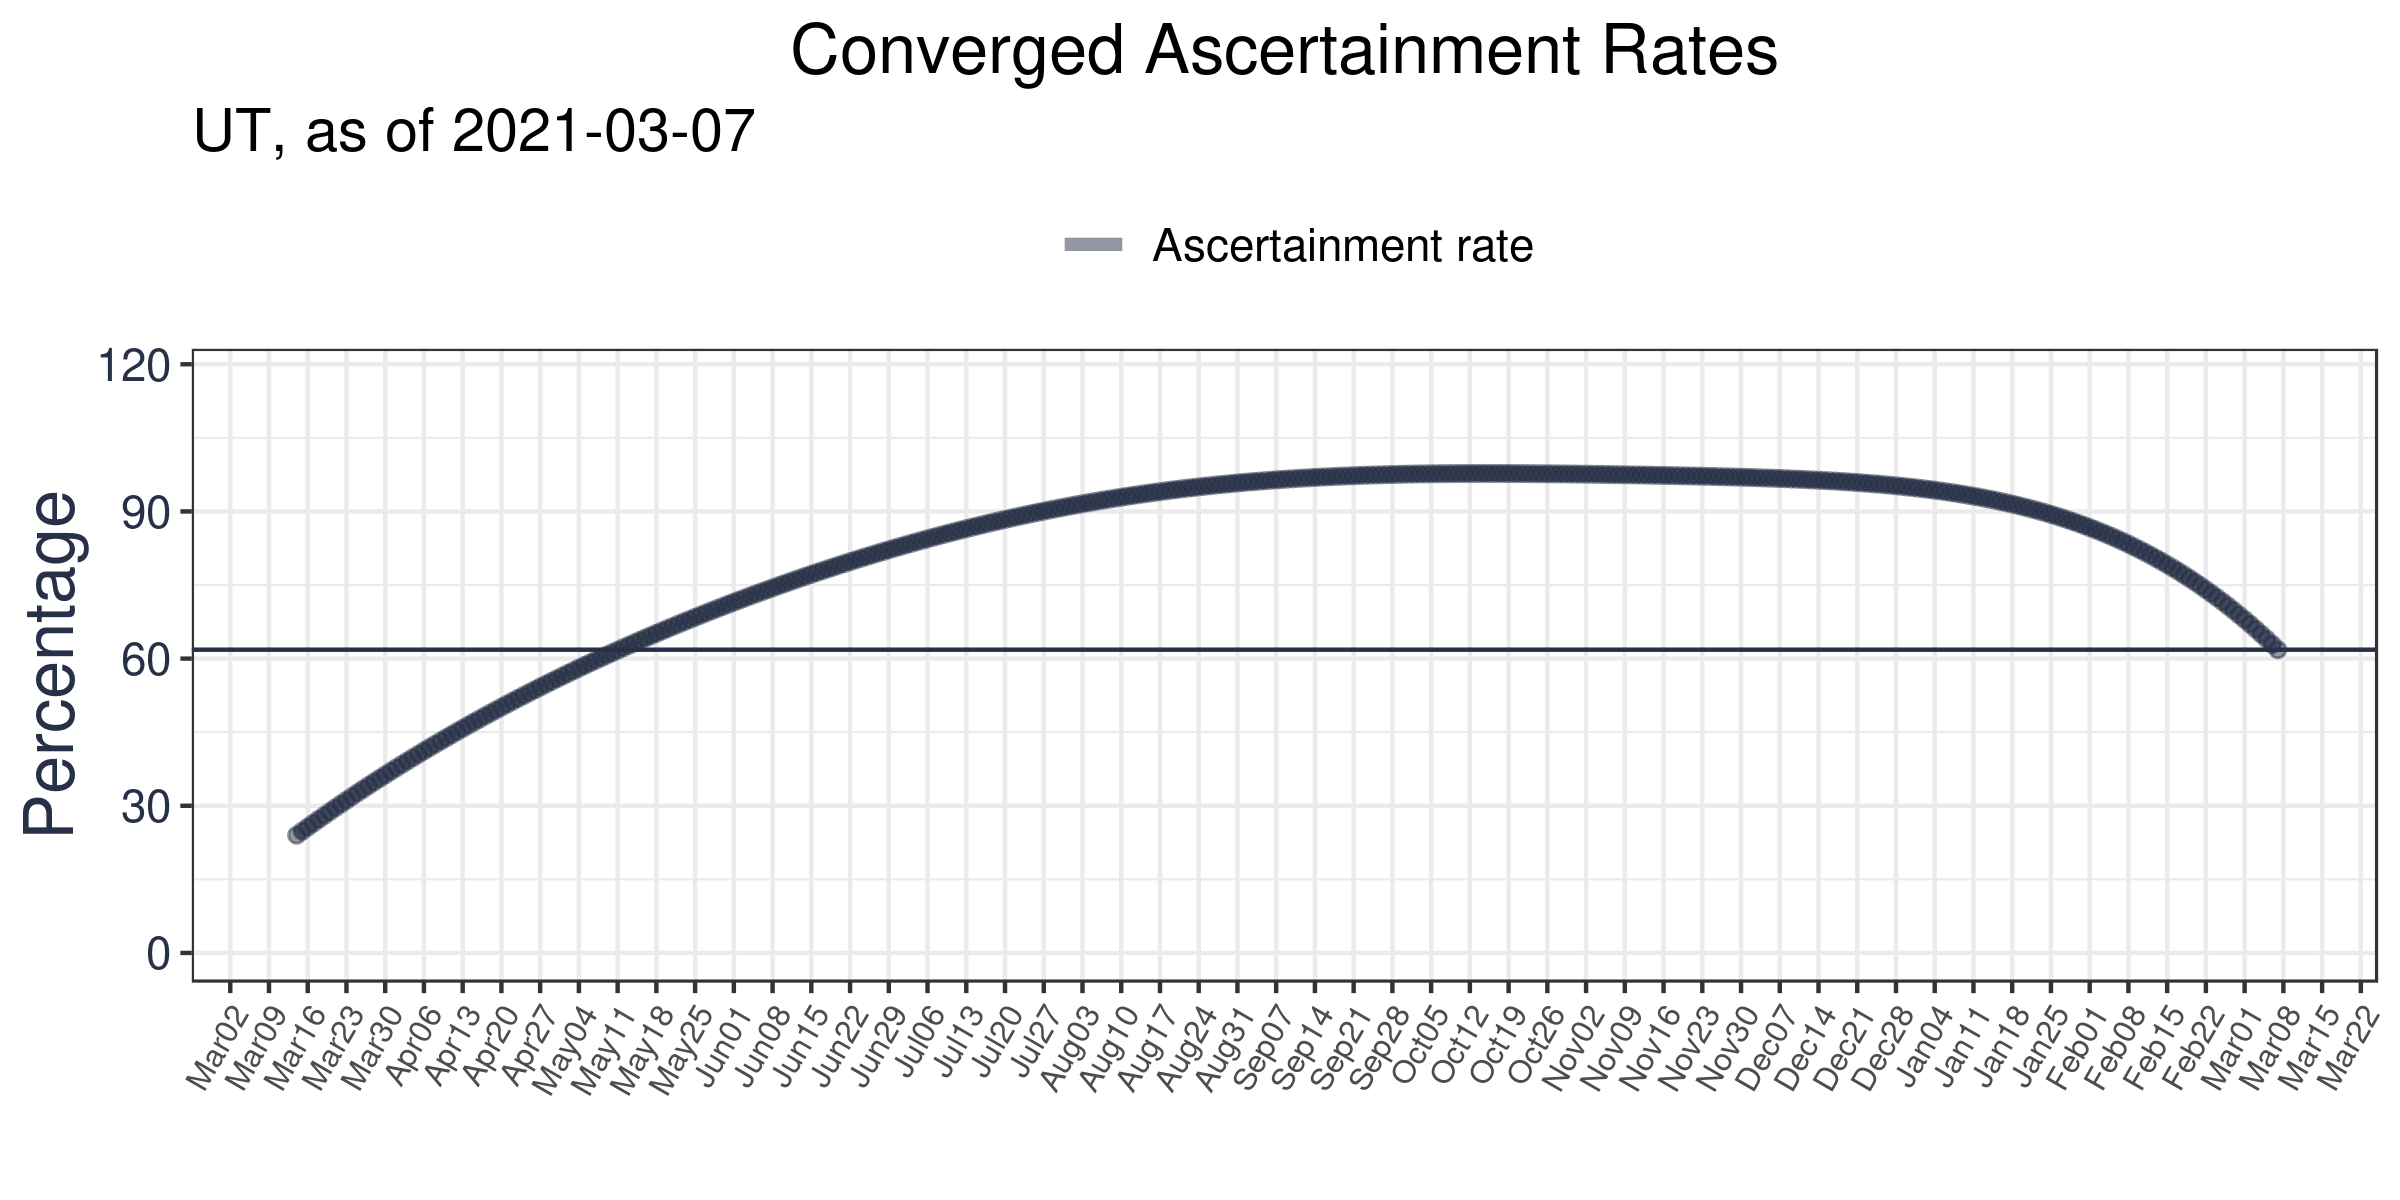 Converged Ascertainment Rates
UT, as of 2021-03-07
Ascertainment rate
Percentage
120
90
60
30
0
Mar02 Mar09 Mar16 Mar23 Mar30 Apr06 Apr13 Apr20 Apr27 May04 May11 May18 May25 Jun01 Jun08 Jun15 Jun22 Jun29 Jul06 Jul13 Jul20 Jul27 Aug03 Aug10 Aug17 Aug24 Aug31 Sep07 Sep14 Sep21 Sep28 Oct05 Oct12 Oct19 Oct26 Nov02 Nov09 Nov16 Nov23 Nov30 Dec07 Dec14 Dec21 Dec28 Jan04 Jan11 Jan18 Jan25 Feb01 Feb08 Feb15 Feb22 Mar01 Mar08 Mar15 Mar22